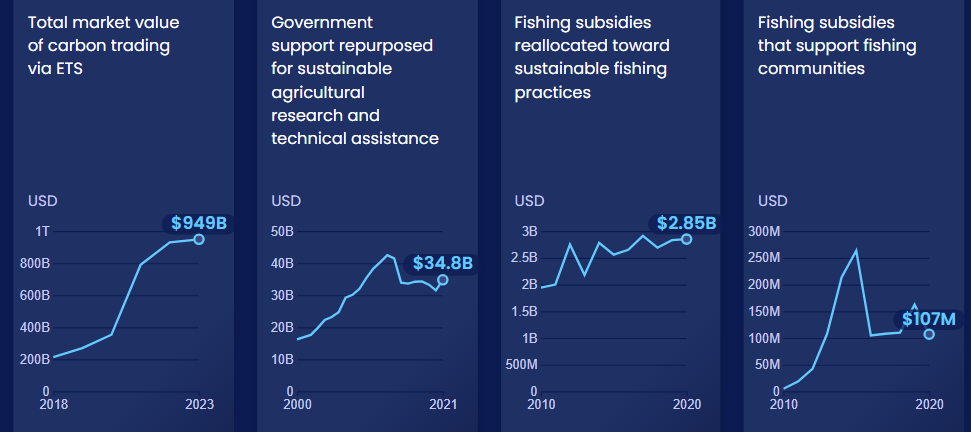 Total market value
of carbon trading
via ETS
USD
1T
800B
600B
400B
200B
0
2018
2023
$949B
Government
support repurposed
for sustainable
agricultural
research and
technical assistance
USD
50B
40B
30B
20B
10B
0
2000
2021
$34.8B
Fishing subsidies
reallocated toward
sustainable fishing
practices
USD
3B
2.5B
2B
1.5B
1B
500M
0
2010
2020
$2.85B
Fishing subsidies
that support fishing
communities
USD
300M
250M
200M
150M
100M
50M
0
2010
2020
$107M